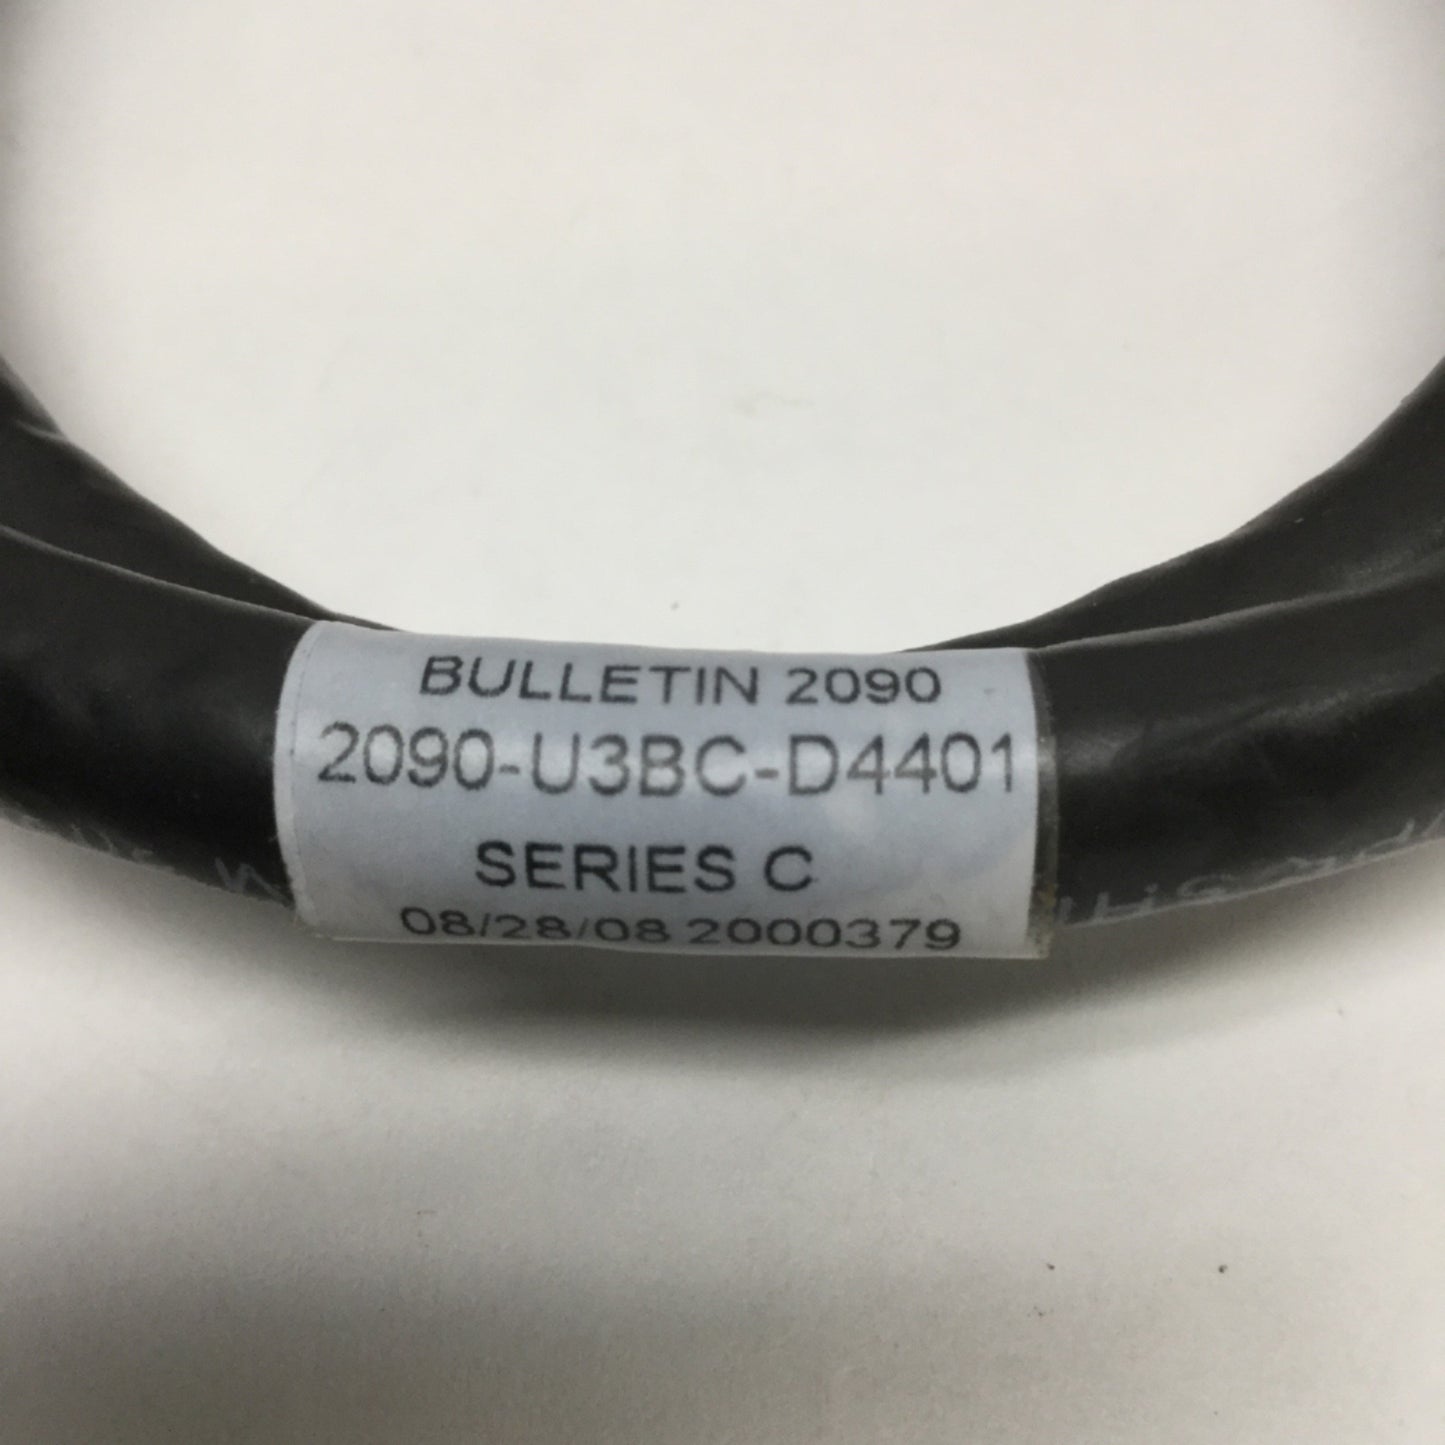 BULLETIN 2090
2090-U3BC-D4401
SERIES C
08/28/08 2000379